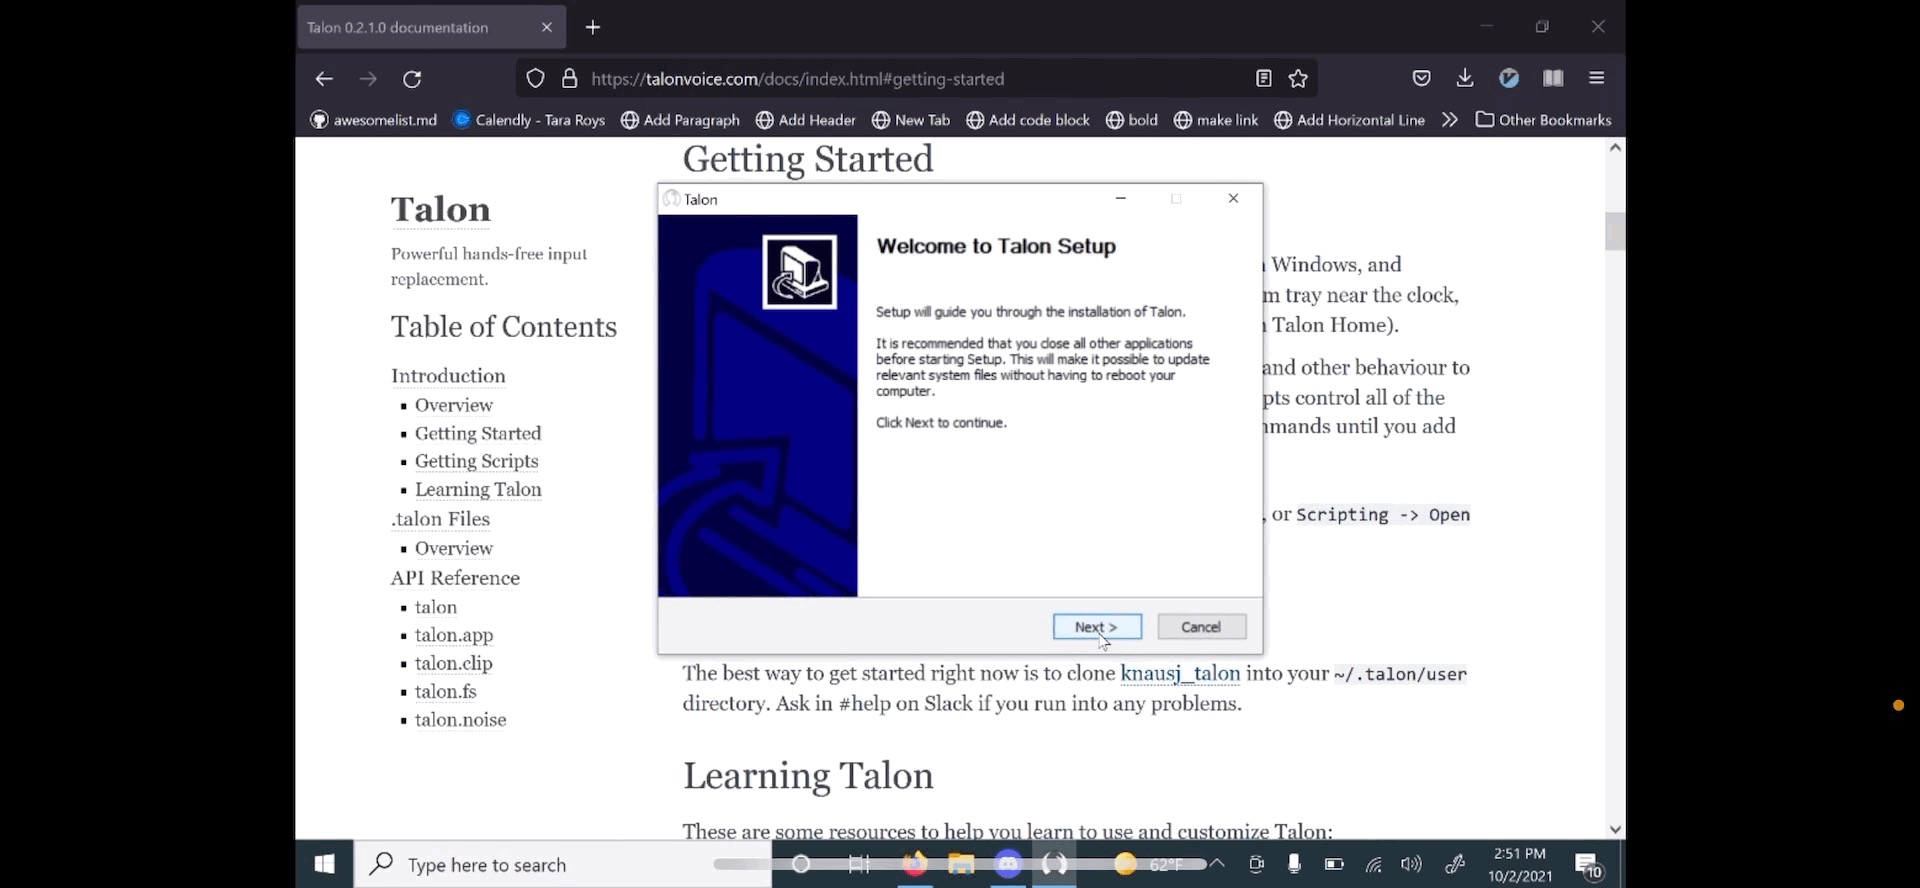 Talon 0.2.1.0 documentation
https://talonvoice.com/docs/index.html#getting-started
awesomelist.md
Calendly - Tara Roys
Add Paragraph
Add Header
New Tab
Add code block
bold
make link
Add Horizontal Line
Other Bookmarks
Talon
Powerful hands-free input
replacement.
Table of Contents
Introduction
Overview
Getting Started
Getting Scripts
Learning Talon
.talon Files
Overview
API Reference
talon
talon.app
talon.clip
talon.fs
talon.noise
Getting Started
Windows, and
m tray near the clock,
Talon Home).
and other behaviour to
pts control all of the
mands until you add
, or Scripting -> Open
Talon
Welcome to Talon Setup
Setup will guide you through the installation of Talon.
It is recommended that you close all other applications
before starting Setup. This will make it possible to update
relevant system files without having to reboot your
computer.
Click Next to continue.
Next >
Cancel
The best way to get started right now is to clone knausj_talon into your ~/.talon/user
directory. Ask in #help on Slack if you run into any problems.
Learning Talon
These are some resources to help you learn to use and customize Talon:
Type here to search
62°F
2:51 PM
10/2/2021
10